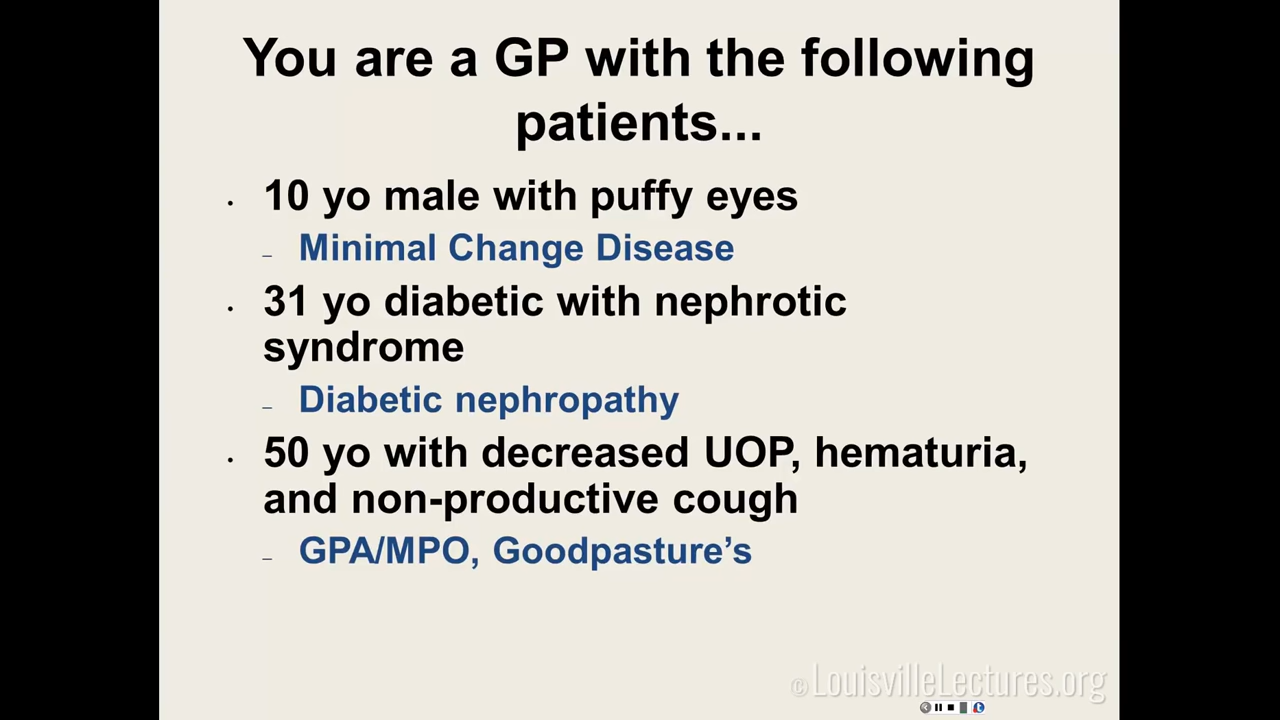 You are a GP with the following
patients...
• 10 yo male with puffy eyes
– Minimal Change Disease
• 31 yo diabetic with nephrotic
syndrome
– Diabetic nephropathy
• 50 yo with decreased UOP, hematuria,
and non-productive cough
– GPA/MPO, Goodpasture’s
©LouisvilleLectures.org